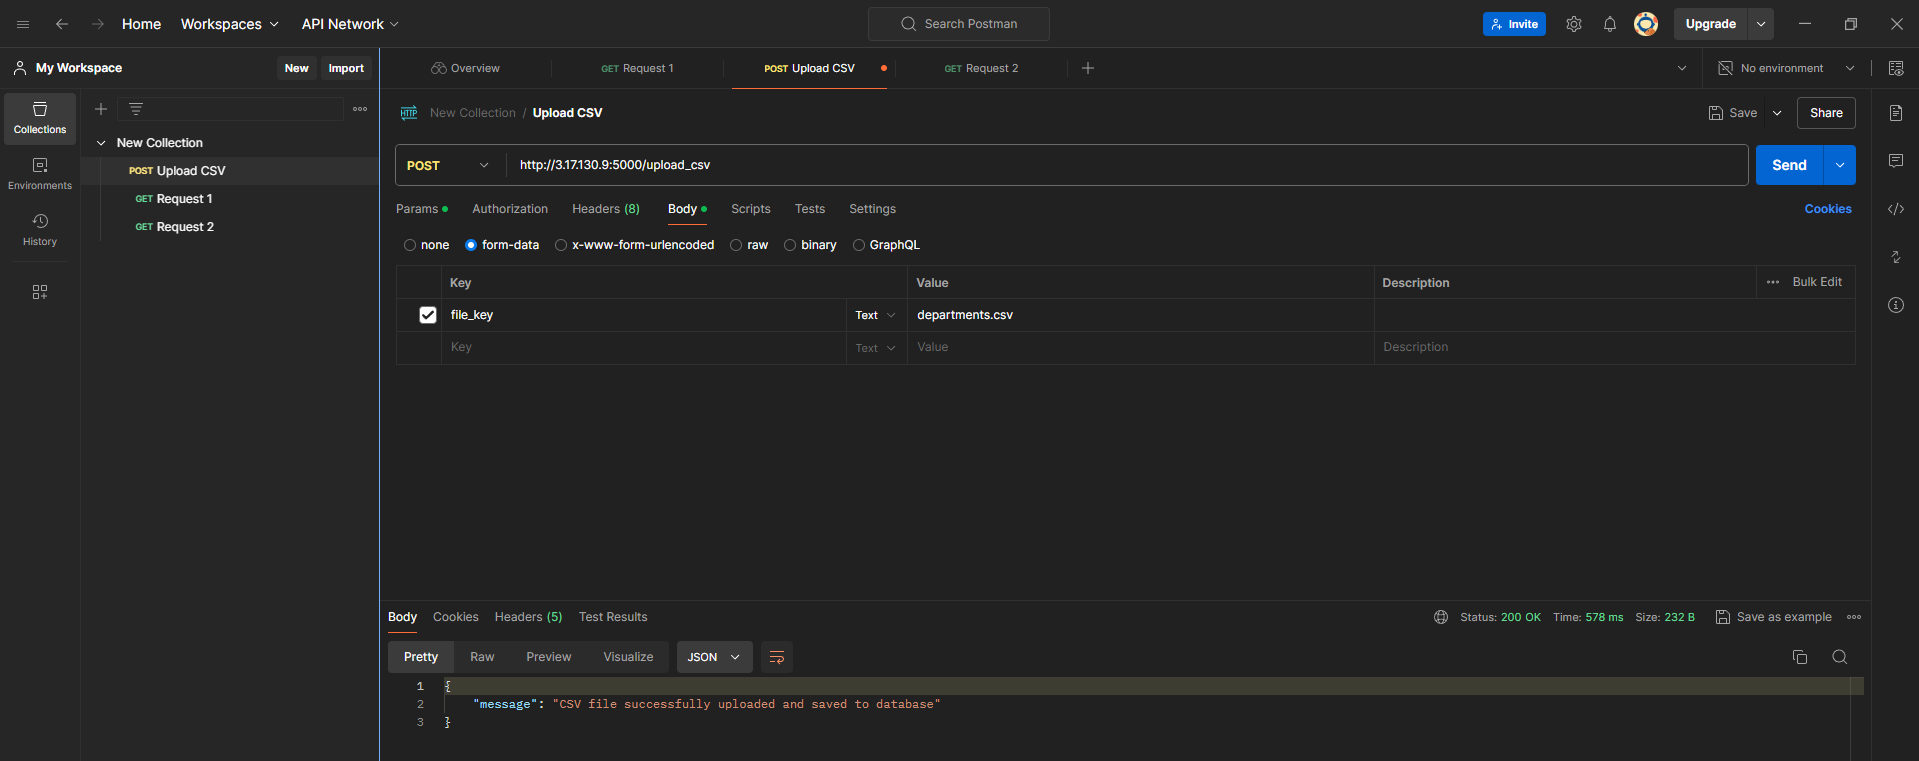 Home Workspaces API Network Search Postman Invite Upgrade
My Workspace New Import
Overview GET Request 1 POST Upload CSV GET Request 2 No environment
Collections
Environments
History
New Collection
POST Upload CSV
GET Request 1
GET Request 2
HTTP New Collection / Upload CSV Save Share
POST http://3.17.130.9:5000/upload_csv Send
Params Authorization Headers (8) Body Scripts Tests Settings Cookies
none form-data x-www-form-urlencoded raw binary GraphQL
Key Value Description Bulk Edit
file_key Text departments.csv
Key Text Value Description
Body Cookies Headers (5) Test Results Status: 200 OK Time: 578 ms Size: 232 B Save as example
Pretty Raw Preview Visualize JSON
1 {
2 "message": "CSV file successfully uploaded and saved to database"
3 }